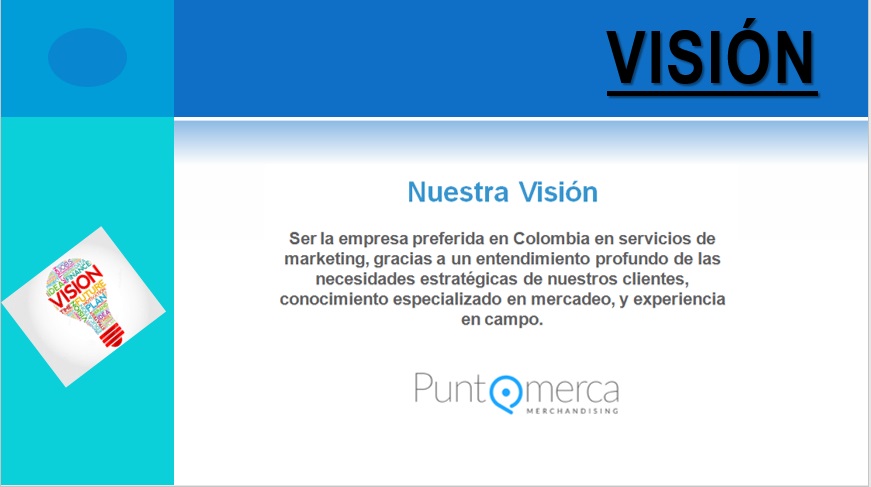 VISIÓN
Nuestra Visión
Ser la empresa preferida en Colombia en servicios de
marketing, gracias a un entendimiento profundo de las
necesidades estratégicas de nuestros clientes,
conocimiento especializado en mercadeo, y experiencia
en campo.
VISION
THE
FUTURE
PLAN
Puntomerca
MERCHANDISING